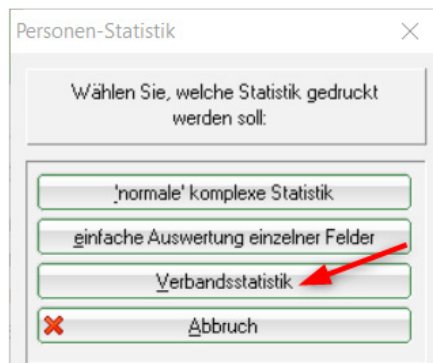 Personen-Statistik
Wählen Sie, welche Statistik gedruckt
werden soll:
'normale' komplexe Statistik
einfache Auswertung einzelner Felder
Verbandsstatistik
Abbruch